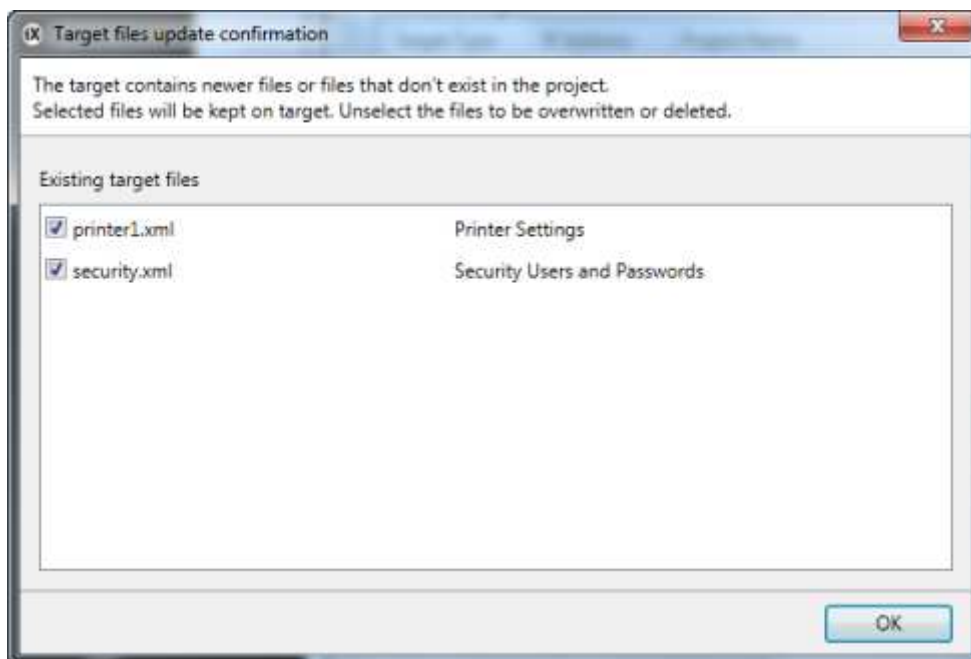 iX Target files update confirmation
The target contains newer files or files that don't exist in the project.
Selected files will be kept on target. Unselect the files to be overwritten or deleted.
Existing target files
printer1.xml Printer Settings
security.xml Security Users and Passwords
OK